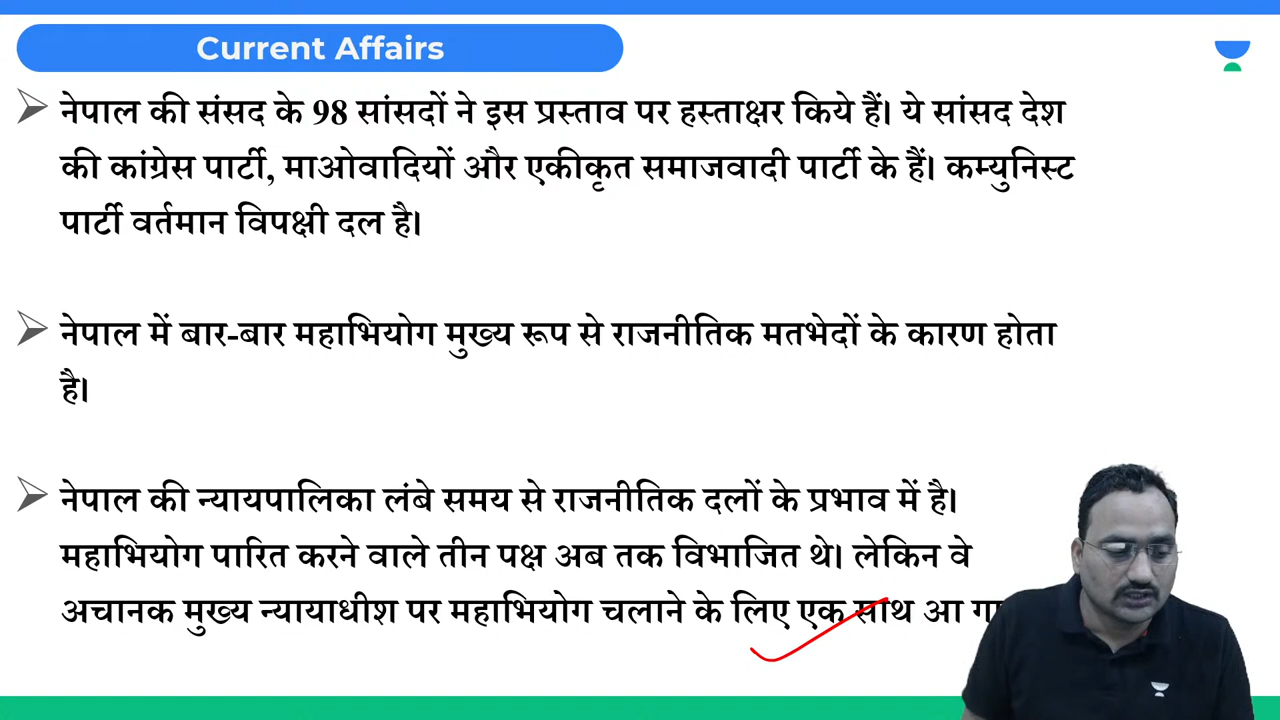 Current Affairs
नेपाल की संसद के 98 सांसदों ने इस प्रस्ताव पर हस्ताक्षर किये हैं। ये सांसद देश
की कांग्रेस पार्टी, माओवादियों और एकीकृत समाजवादी पार्टी के हैं। कम्युनिस्ट
पार्टी वर्तमान विपक्षी दल है।
नेपाल में बार-बार महाभियोग मुख्य रूप से राजनीतिक मतभेदों के कारण होता
है।
नेपाल की न्यायपालिका लंबे समय से राजनीतिक दलों के प्रभाव में है।
महाभियोग पारित करने वाले तीन पक्ष अब तक विभाजित थे। लेकिन वे
अचानक मुख्य न्यायाधीश पर महाभियोग चलाने के लिए एक साथ आ